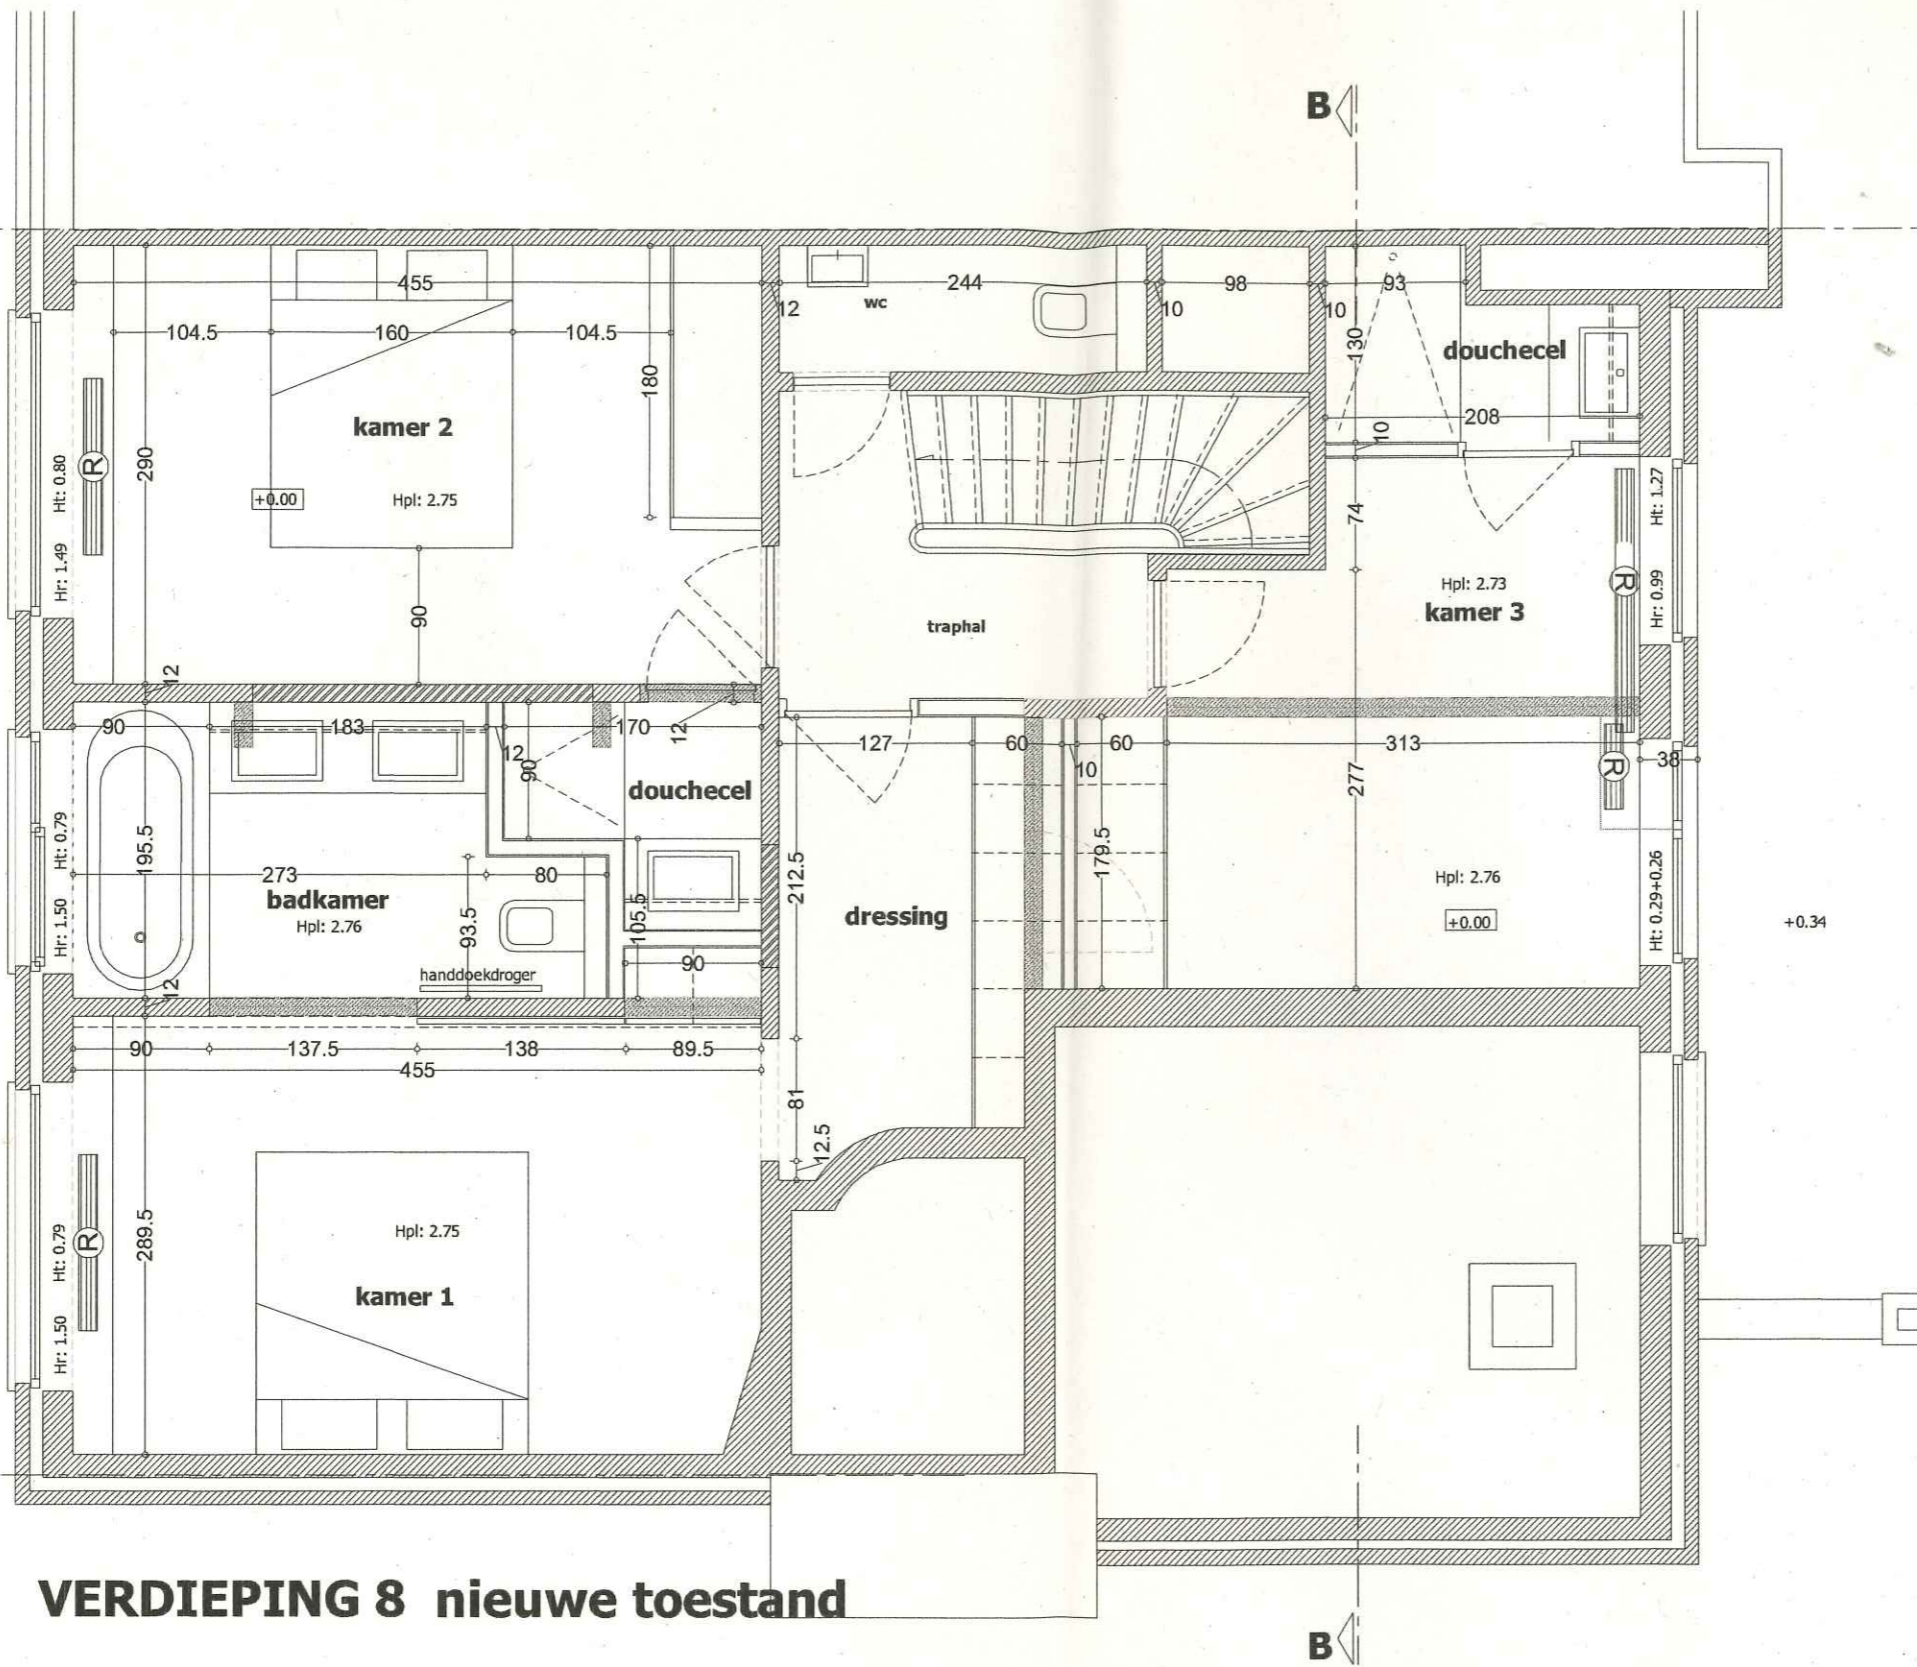 B
455
12
wc
244
10
98
10
93
104.5
160
104.5
130
douchecel
180
kamer 2
208
10
290
Ht: 0.80
R
+0.00
Hpl: 2.75
Ht: 1.27
74
Hr: 1.49
Hpl: 2.73
R
Hr: 0.99
kamer 3
90
traphal
12
90
183
12
170
12
127
60
10
60
313
38
90
277
R
douchecel
Ht: 0.79
195.5
179.5
273
80
212.5
Hpl: 2.76
badkamer
Hpl: 2.76
93.5
105.5
dressing
+0.00
Ht: 0.29+0.26
+0.34
Hr: 1.50
handdoekdroger
90
12
90
137.5
138
89.5
455
81
12.5
289.5
Ht: 0.79
R
Hpl: 2.75
kamer 1
Hr: 1.50
VERDIEPING 8 nieuwe toestand
B